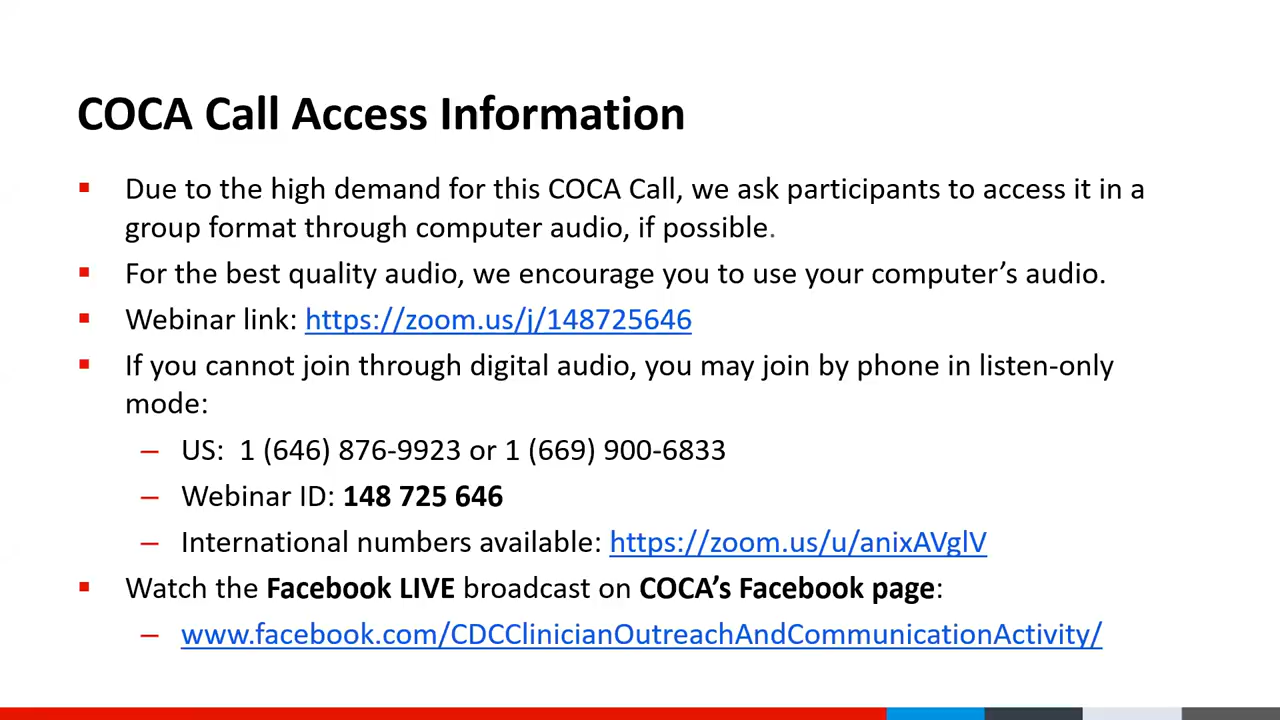 COCA Call Access Information
Due to the high demand for this COCA Call, we ask participants to access it in a
group format through computer audio, if possible.
For the best quality audio, we encourage you to use your computer’s audio.
Webinar link: https://zoom.us/j/148725646
If you cannot join through digital audio, you may join by phone in listen-only
mode:
– US: 1 (646) 876-9923 or 1 (669) 900-6833
– Webinar ID: 148 725 646
– International numbers available: https://zoom.us/u/anixAVglV
Watch the Facebook LIVE broadcast on COCA’s Facebook page:
– www.facebook.com/CDCClinicianOutreachAndCommunicationActivity/